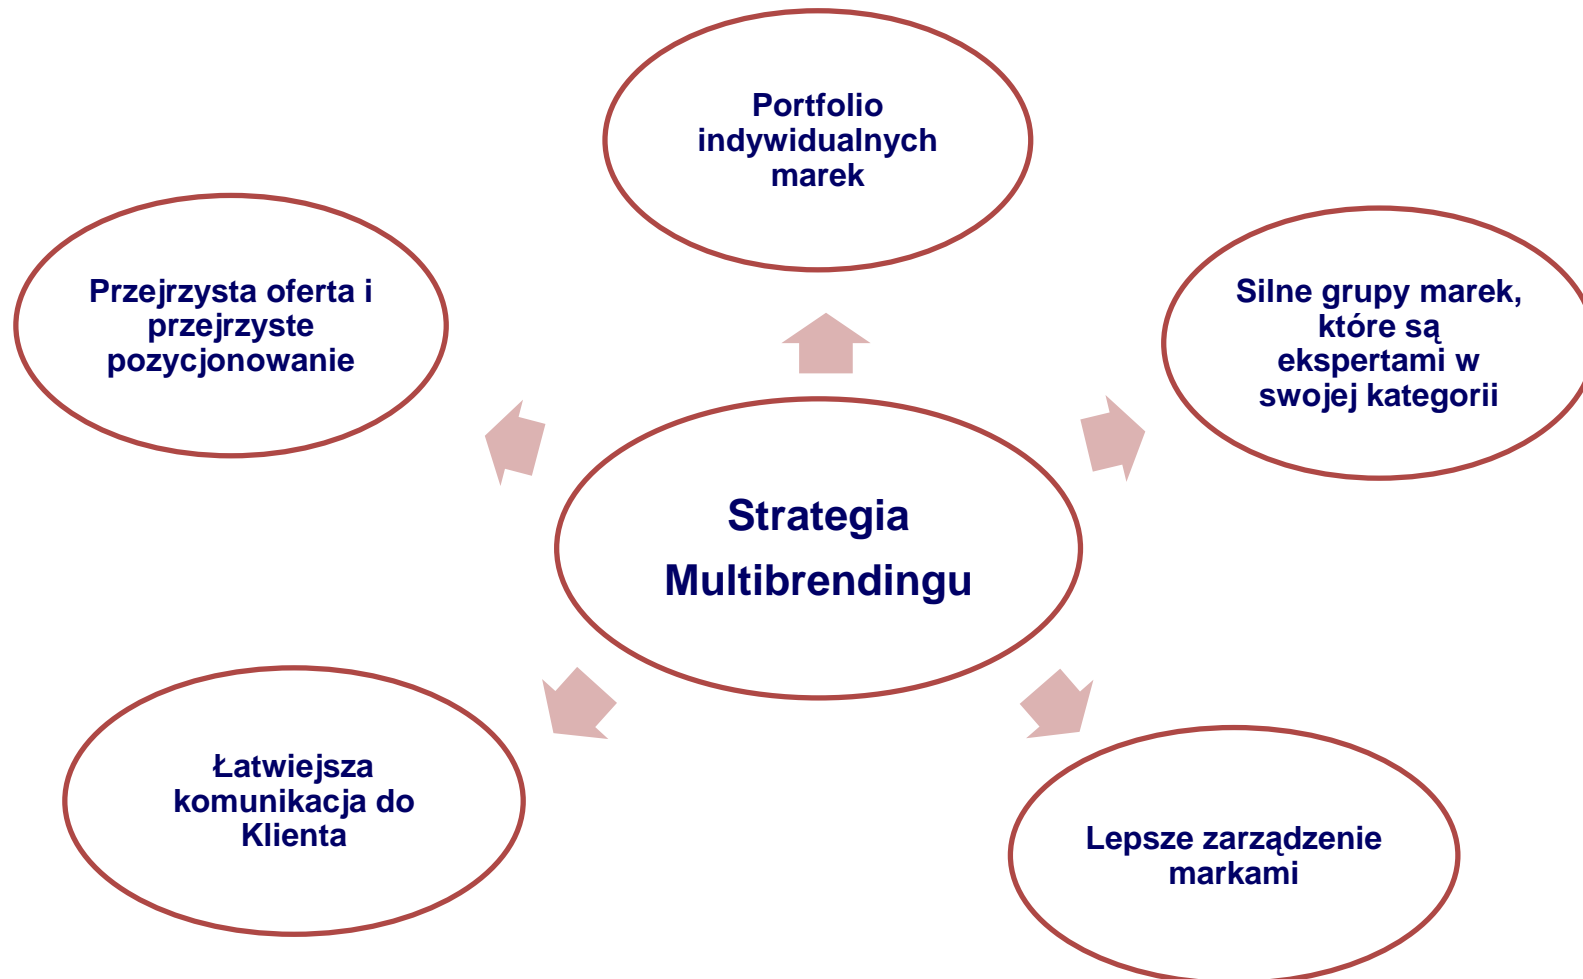 Portfolio
indywidualnych
marek
Przejrzysta oferta i
przejrzyste
pozycjonowanie
Silne grupy marek,
które są
ekspertami w
swojej kategorii
Strategia
Multibrendingu
Łatwiejsza
komunikacja do
Klienta
Lepsze zarządzenie
markami